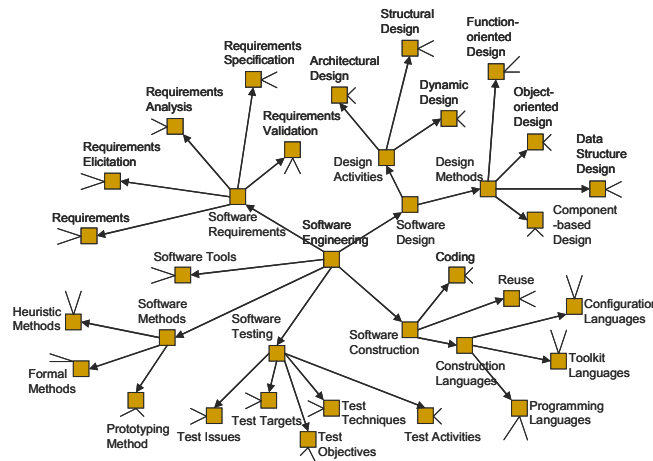 Structural
Design
Function-
oriented
Design
Requirements
Specification
Architectural
Design
Requirements
Analysis
Dynamic
Design
Object-
oriented
Design
Requirements
Validation
Requirements
Elicitation
Data
Structure
Design
Design
Activities
Design
Methods
Requirements
Software
Requirements
Software
Engineering
Software
Design
Component
-based
Design
Software Tools
Coding
Reuse
Configuration
Languages
Heuristic
Methods
Software
Methods
Software
Testing
Software
Construction
Construction
Languages
Toolkit
Languages
Formal
Methods
Prototyping
Method
Test Issues
Test Targets
Test
Objectives
Test
Techniques
Test Activities
Programming
Languages